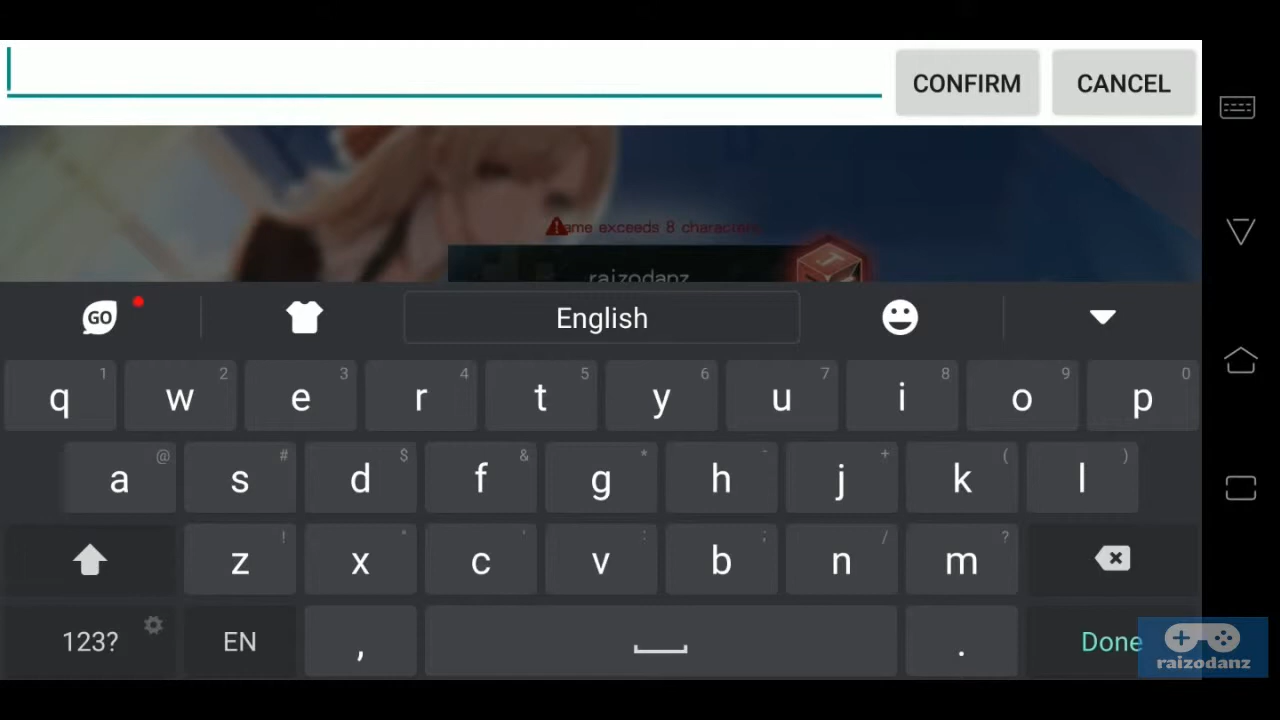 CONFIRM CANCEL
ame exceeds 8 characters
raizodanz
GO English
q 1 w 2 e 3 r 4 t 5 y 6 u 7 i 8 o 9 p 0
a @ s # d $ f & g * h - j + k ( l )
z ! x " c ' v : b ; n / m ?
123? EN , . Done
raizodanz